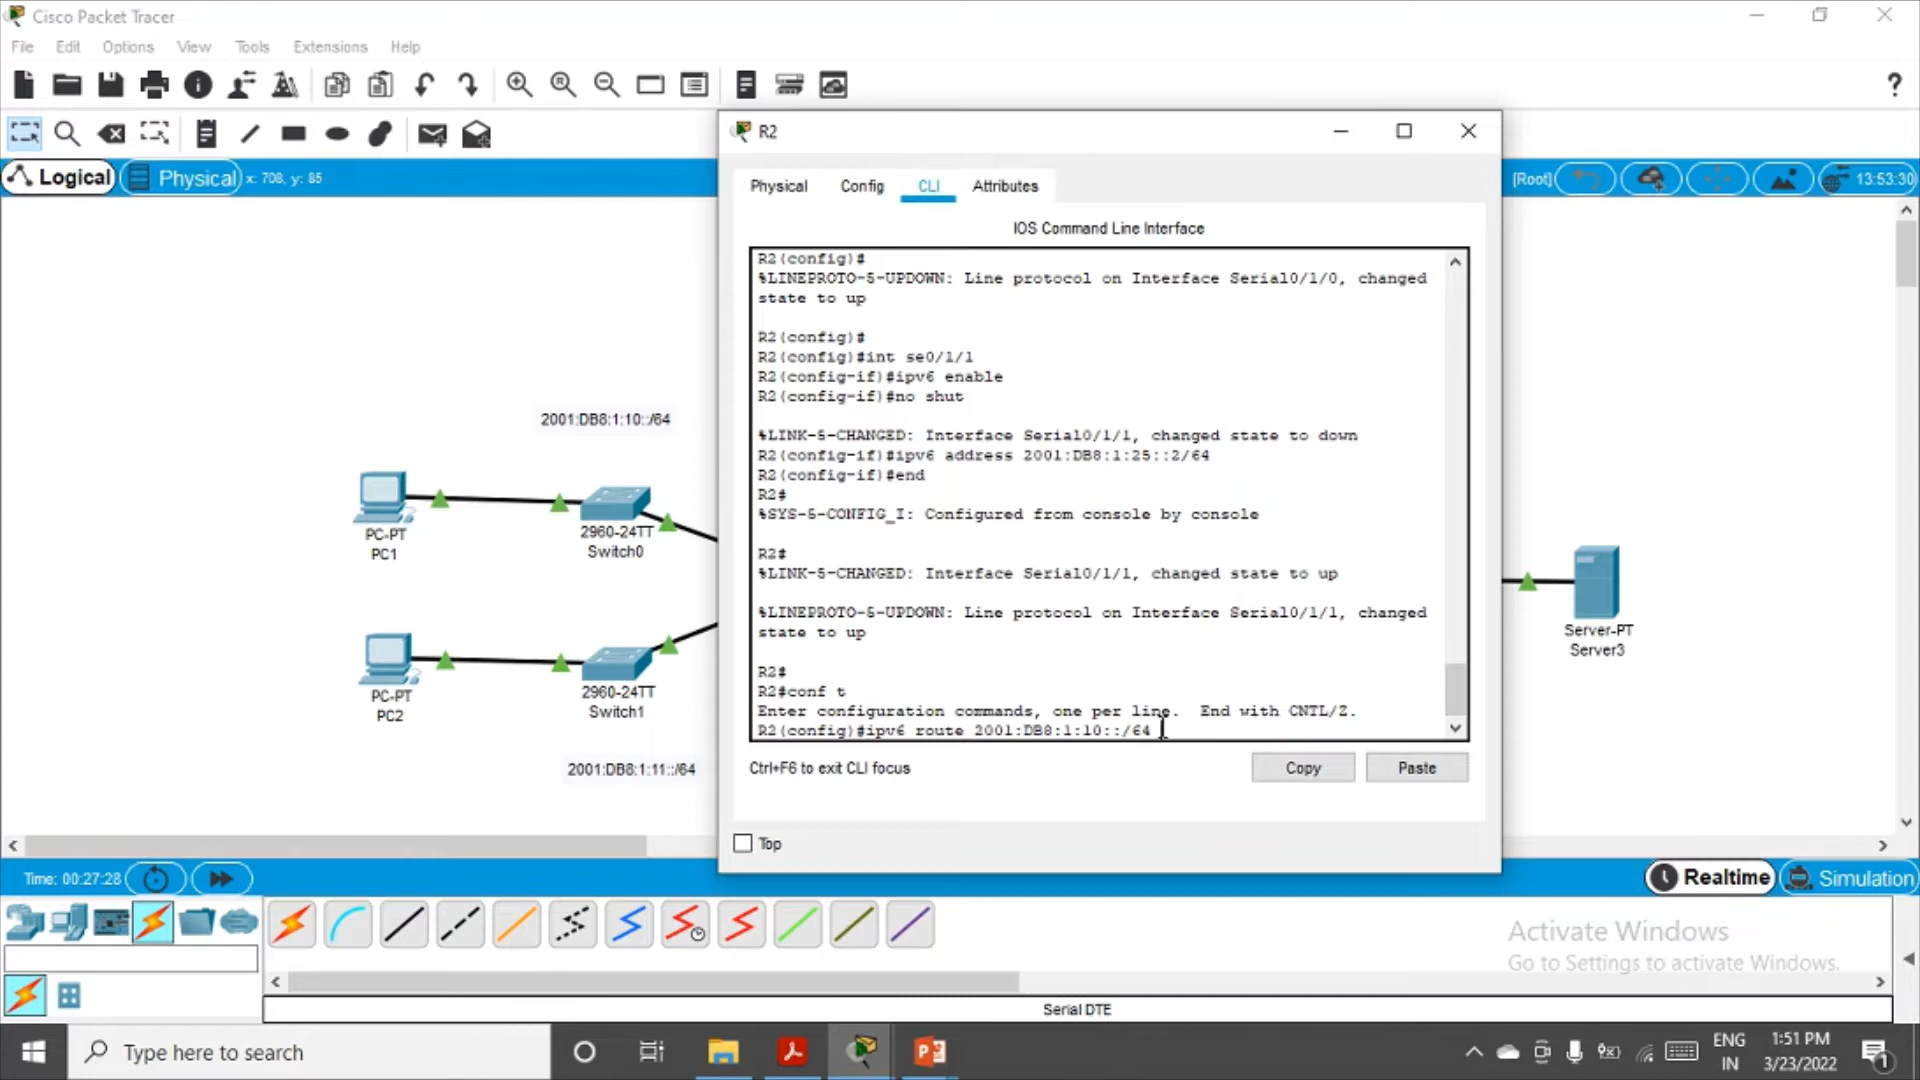 Cisco Packet Tracer
File Edit Options View Tools Extensions Help
?
Logical Physical x: 708, y: 85
[Root] 13:53:30
R2
Physical Config CLI Attributes
IOS Command Line Interface
R2(config)#
%LINEPROTO-5-UPDOWN: Line protocol on Interface Serial0/1/0, changed
state to up
R2(config)#
R2(config)#int se0/1/1
R2(config-if)#ipv6 enable
R2(config-if)#no shut
%LINK-5-CHANGED: Interface Serial0/1/1, changed state to down
R2(config-if)#ipv6 address 2001:DB8:1:25::2/64
R2(config-if)#end
R2#
%SYS-5-CONFIG_I: Configured from console by console
R2#
%LINK-5-CHANGED: Interface Serial0/1/1, changed state to up
%LINEPROTO-5-UPDOWN: Line protocol on Interface Serial0/1/1, changed
state to up
R2#
R2#conf t
Enter configuration commands, one per line. End with CNTL/Z.
R2(config)#ipv6 route 2001:DB8:1:10::/64
Ctrl+F6 to exit CLI focus
Copy Paste
Top
2001:DB8:1:10::/64
PC-PT
PC1
2960-24TT
Switch0
PC-PT
PC2
2960-24TT
Switch1
2001:DB8:1:11::/64
Server-PT
Server3
Time: 00:27:28
Realtime Simulation
Activate Windows
Go to Settings to activate Windows.
Serial DTE
Type here to search
ENG
IN
1:51 PM
3/23/2022
1